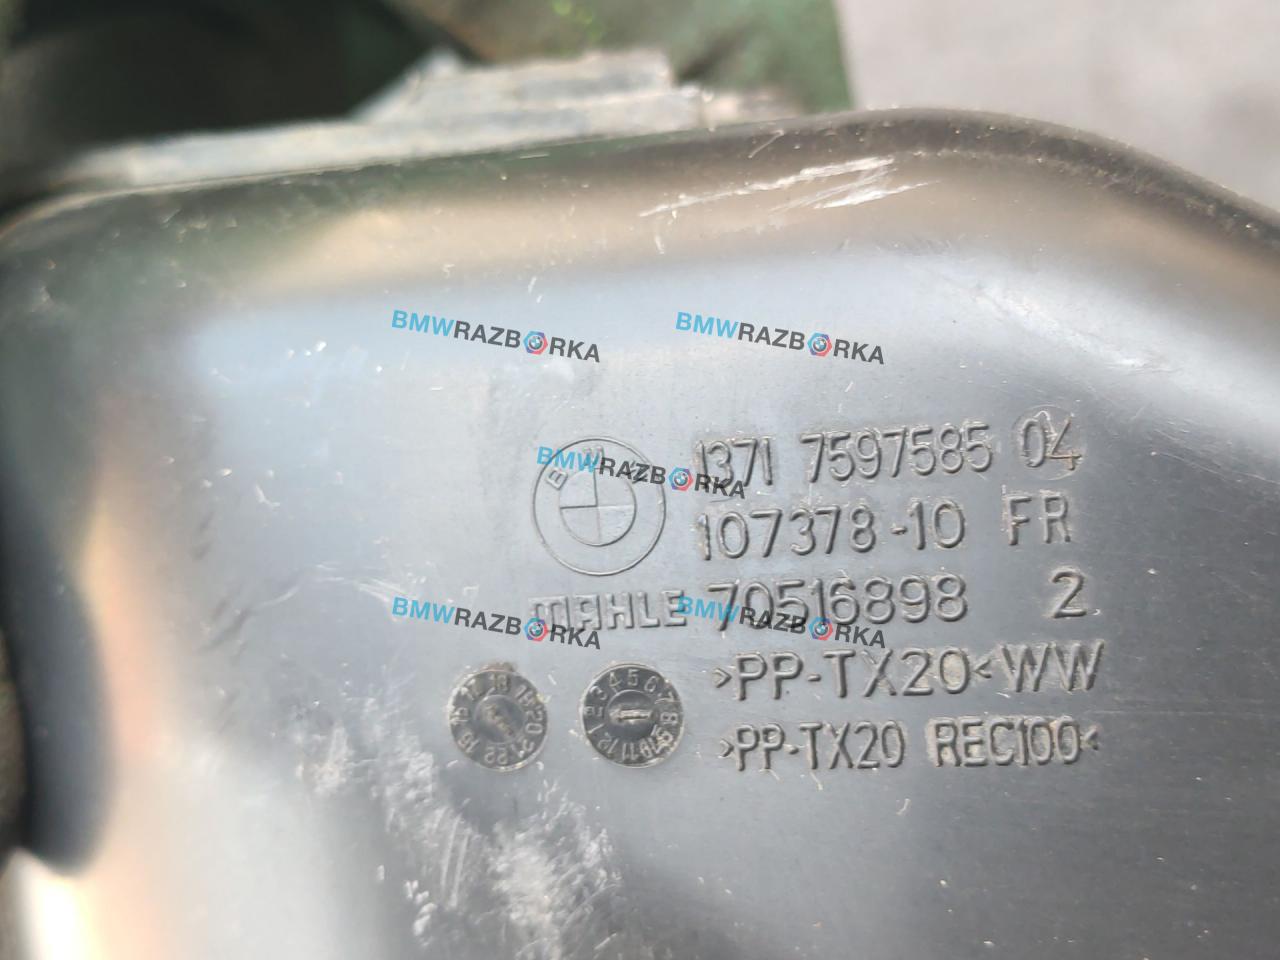 BMWRAZBORKA
BMWRAZBORKA
1371 7597585 04
BMW
BMWRAZBORKA
107378-10 FR
MAHLE 70516898 2
BMWRAZBORKA
BMWRAZBORKA
>PP-TX20<WW
>PP-TX20 REC100<